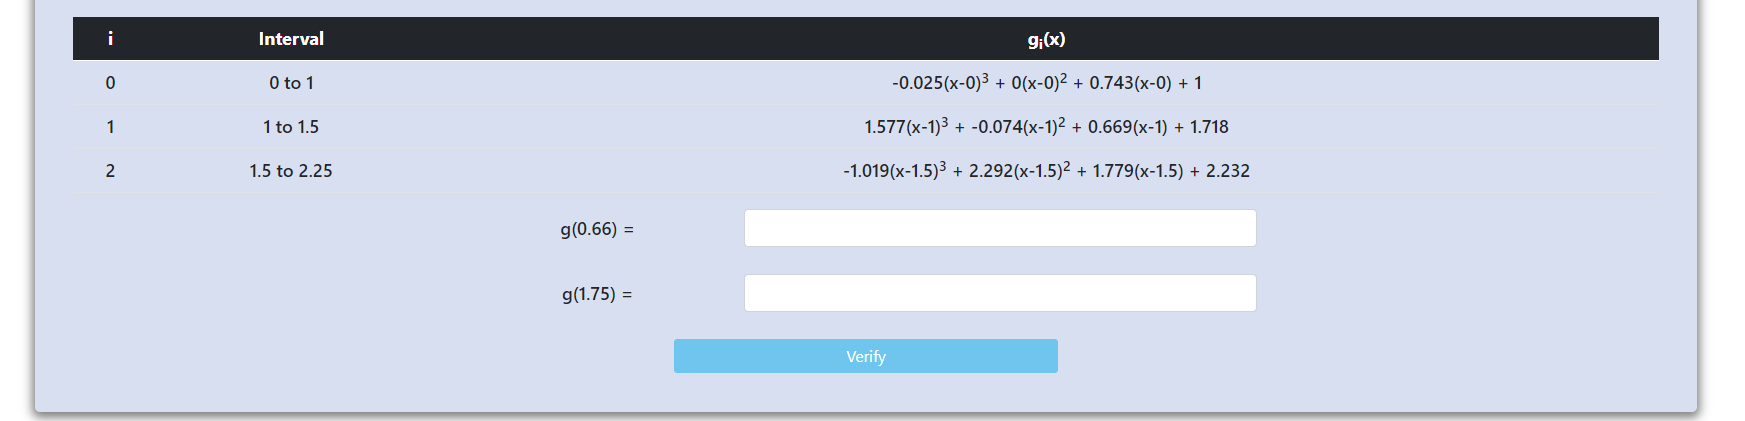 i Interval gᵢ(x)
0 0 to 1 -0.025(x-0)³ + 0(x-0)² + 0.743(x-0) + 1
1 1 to 1.5 1.577(x-1)³ + -0.074(x-1)² + 0.669(x-1) + 1.718
2 1.5 to 2.25 -1.019(x-1.5)³ + 2.292(x-1.5)² + 1.779(x-1.5) + 2.232
g(0.66) =
g(1.75) =
Verify